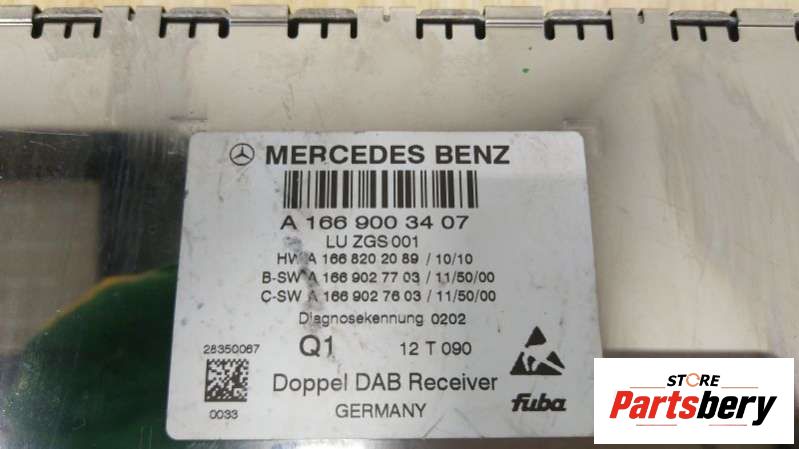 MERCEDES BENZ
A 166 900 34 07
LU ZGS 001
HW A 166 820 20 89 / 10/10
B-SW A 166 902 77 03 / 11/50/00
C-SW A 166 902 76 03 / 11/50/00
Diagnosekennung 0202
28350067
Q1
12 T 090
0033
Doppel DAB Receiver
GERMANY
fuba
STORE
Partsbery